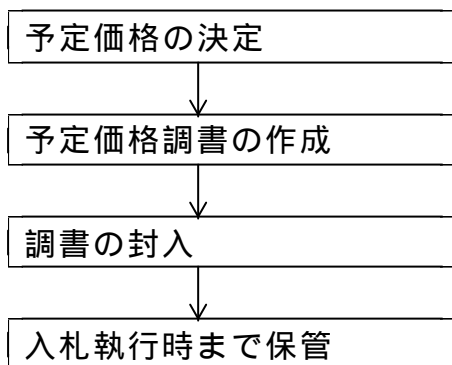 予定価格の決定
予定価格調書の作成
調書の封入
入札執行時まで保管